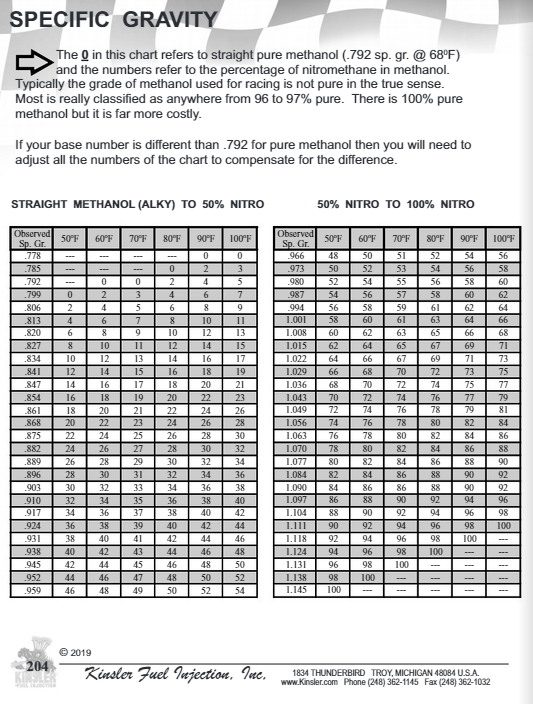 SPECIFIC GRAVITY
The 0 in this chart refers to straight pure methanol (.792 sp. gr. @ 68ºF)
and the numbers refer to the percentage of nitromethane in methanol.
Typically the grade of methanol used for racing is not pure in the true sense.
Most is really classified as anywhere from 96 to 97% pure. There is 100% pure
methanol but it is far more costly.
If your base number is different than .792 for pure methanol then you will need to
adjust all the numbers of the chart to compensate for the difference.
STRAIGHT METHANOL (ALKY) TO 50% NITRO
Observed Sp. Gr. 50ºF 60ºF 70ºF 80ºF 90ºF 100ºF
.778 --- --- --- --- 0 0
.785 --- --- --- 0 2 3
.792 --- 0 0 2 4 5
.799 0 2 3 4 6 7
.806 2 4 5 6 8 9
.813 4 6 7 8 10 11
.820 6 8 9 10 12 13
.827 8 10 11 12 14 15
.834 10 12 13 14 16 17
.841 12 14 15 16 18 19
.847 14 16 17 18 20 21
.854 16 18 19 20 22 23
.861 18 20 21 22 24 26
.868 20 22 23 24 26 28
.875 22 24 25 26 28 30
.882 24 26 27 28 30 32
.889 26 28 29 30 32 34
.896 28 30 31 32 34 36
.903 30 32 33 34 36 38
.910 32 34 35 36 38 40
.917 34 36 37 38 40 42
.924 36 38 39 40 42 44
.931 38 40 41 42 44 46
.938 40 42 43 44 46 48
.945 42 44 45 46 48 50
.952 44 46 47 48 50 52
.959 46 48 49 50 52 54
50% NITRO TO 100% NITRO
Observed Sp. Gr. 50ºF 60ºF 70ºF 80ºF 90ºF 100ºF
.966 48 50 51 52 54 56
.973 50 52 53 54 56 58
.980 52 54 55 56 58 60
.987 54 56 57 58 60 62
.994 56 58 59 61 62 64
1.001 58 60 61 63 64 66
1.008 60 62 63 65 66 68
1.015 62 64 65 67 69 71
1.022 64 66 67 69 71 73
1.029 66 68 70 72 73 75
1.036 68 70 72 74 75 77
1.043 70 72 74 76 77 79
1.049 72 74 76 78 79 81
1.056 74 76 78 80 82 84
1.063 76 78 80 82 84 86
1.070 78 80 82 84 86 88
1.077 80 82 84 86 88 90
1.084 82 84 86 88 90 92
1.090 84 86 86 88 90 92
1.097 86 88 90 92 94 96
1.104 88 90 92 94 96 98
1.111 90 92 94 96 98 100
1.118 92 94 96 98 100 ---
1.124 94 96 98 100 --- ---
1.131 96 98 100 --- --- ---
1.138 98 100 --- --- --- ---
1.145 100 --- --- --- --- ---
© 2019
204
KINSLER
FUEL INJECTION
Kinsler Fuel Injection, Inc.
1834 THUNDERBIRD TROY, MICHIGAN 48084 U.S.A.
www.Kinsler.com Phone (248) 362-1145 Fax (248) 362-1032